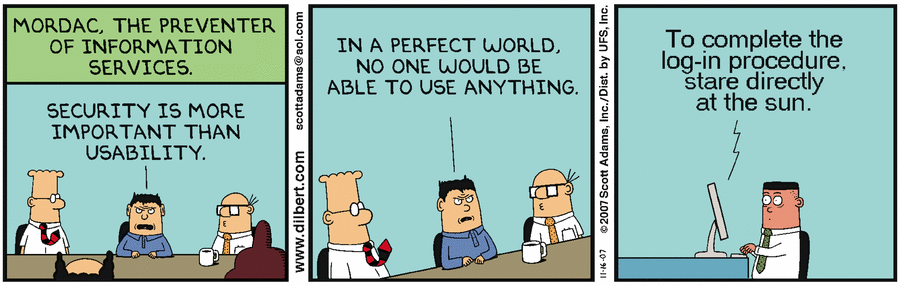 MORDAC, THE PREVENTER
OF INFORMATION
SERVICES.
SECURITY IS MORE
IMPORTANT THAN
USABILITY.
www.dilbert.com
scottadams@aol.com
IN A PERFECT WORLD,
NO ONE WOULD BE
ABLE TO USE ANYTHING.
11-16-07 © 2007 Scott Adams, Inc./Dist. by UFS, Inc.
To complete the
log-in procedure,
stare directly
at the sun.